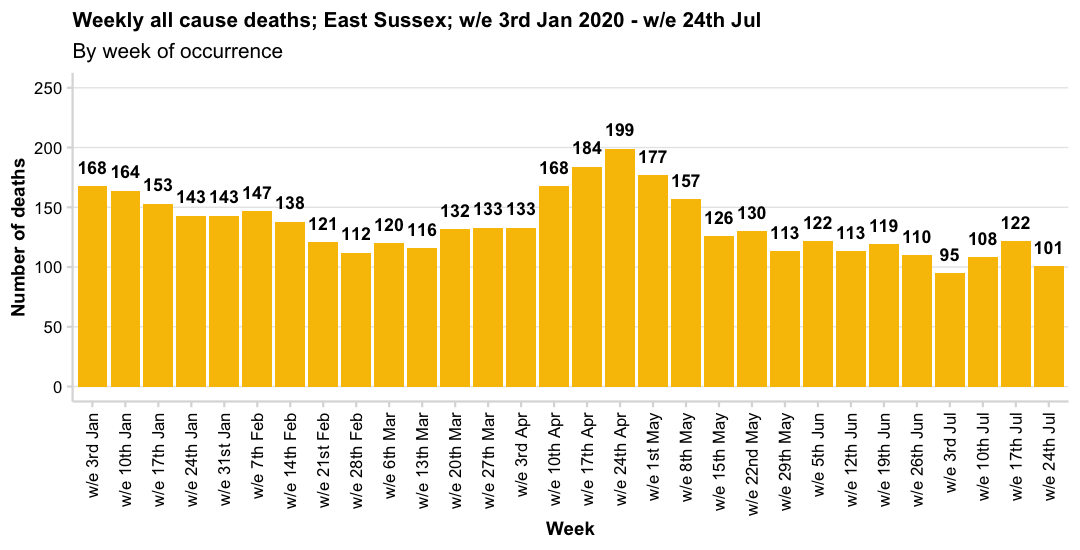 Weekly all cause deaths; East Sussex; w/e 3rd Jan 2020 - w/e 24th Jul
By week of occurrence
Number of deaths
250
200
150
100
50
0
168
164
153
143
143
147
138
121
112
120
116
132
133
133
168
184
199
177
157
126
130
113
122
113
119
110
95
108
122
101
w/e 3rd Jan
w/e 10th Jan
w/e 17th Jan
w/e 24th Jan
w/e 31st Jan
w/e 7th Feb
w/e 14th Feb
w/e 21st Feb
w/e 28th Feb
w/e 6th Mar
w/e 13th Mar
w/e 20th Mar
w/e 27th Mar
w/e 3rd Apr
w/e 10th Apr
w/e 17th Apr
w/e 24th Apr
w/e 1st May
w/e 8th May
w/e 15th May
w/e 22nd May
w/e 29th May
w/e 5th Jun
w/e 12th Jun
w/e 19th Jun
w/e 26th Jun
w/e 3rd Jul
w/e 10th Jul
w/e 17th Jul
w/e 24th Jul
Week